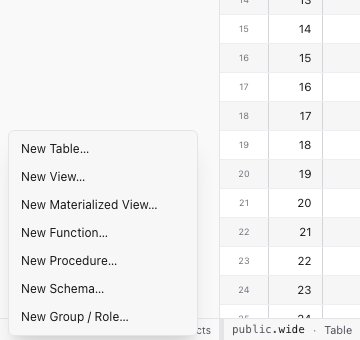 14 13
15 14
16 15
17 16
18 17
19 18
20 19
21 20
22 21
23 22
24 23
25 24
New Table...
New View...
New Materialized View...
New Function...
New Procedure...
New Schema...
New Group / Role...
cts
public.wide · Table